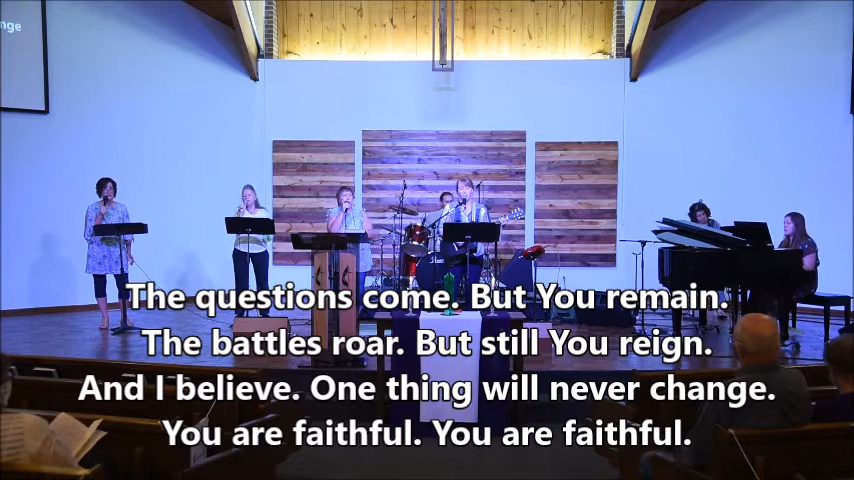 nge
The questions come. But You remain.
The battles roar. But still You reign.
And I believe. One thing will never change.
You are faithful. You are faithful.